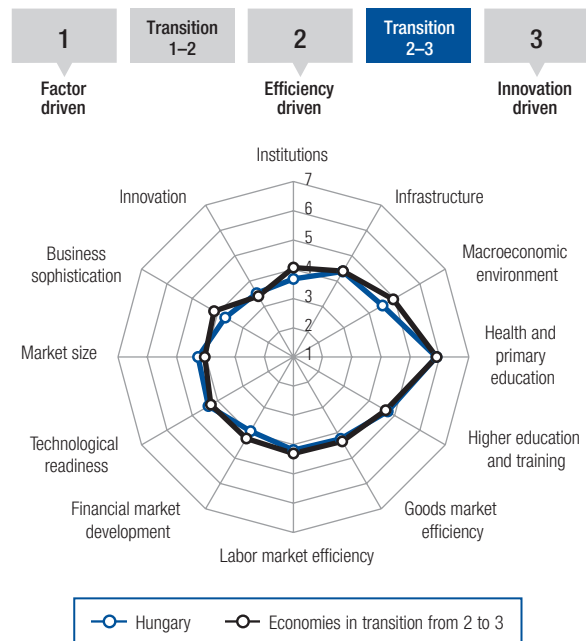 1
Transition
1–2
2
Transition
2–3
3
Factor
driven
Efficiency
driven
Innovation
driven
Institutions
Innovation
Infrastructure
Business
sophistication
Macroeconomic
environment
Market size
Health and
primary
education
Technological
readiness
Higher education
and training
Financial market
development
Goods market
efficiency
Labor market efficiency
7
6
5
4
3
2
1
Hungary
Economies in transition from 2 to 3